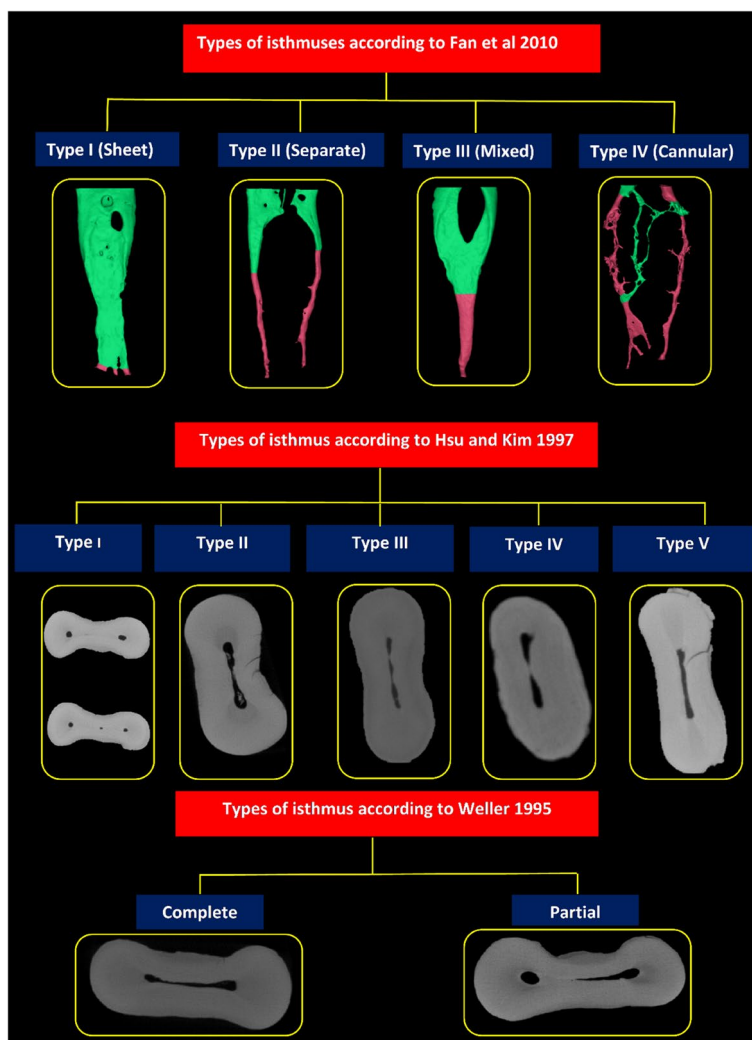 Types of isthmuses according to Fan et al 2010
Type I (Sheet)
Type II (Separate)
Type III (Mixed)
Type IV (Cannular)
Types of isthmus according to Hsu and Kim 1997
Type I
Type II
Type III
Type IV
Type V
Types of isthmus according to Weller 1995
Complete
Partial